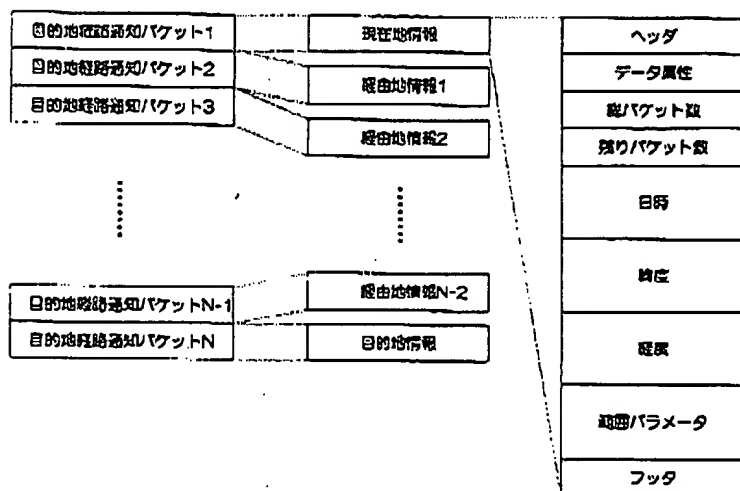 目的地経路通知パケット1
目的地経路通知パケット2
目的地経路通知パケット3
目的地経路通知パケットN-1
目的地経路通知パケットN
現在地情報
経由地情報1
経由地情報2
経由地情報N-2
目的地情報
ヘッダ
データ属性
総パケット数
残りパケット数
日時
緯度
経度
範囲パラメータ
フッタ